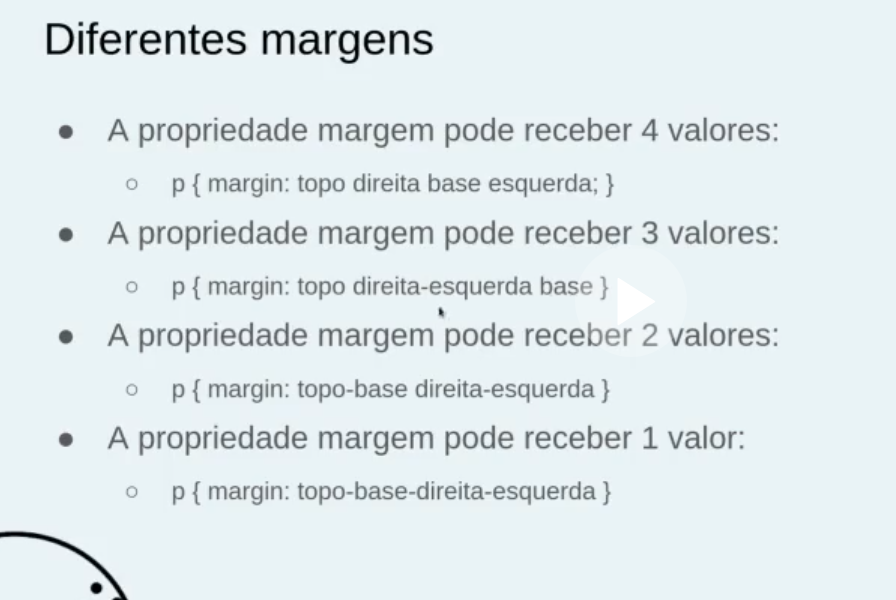 Diferentes margens
● A propriedade margem pode receber 4 valores:
○ p { margin: topo direita base esquerda; }
● A propriedade margem pode receber 3 valores:
○ p { margin: topo direita-esquerda base }
● A propriedade margem pode receber 2 valores:
○ p { margin: topo-base direita-esquerda }
● A propriedade margem pode receber 1 valor:
○ p { margin: topo-base-direita-esquerda }